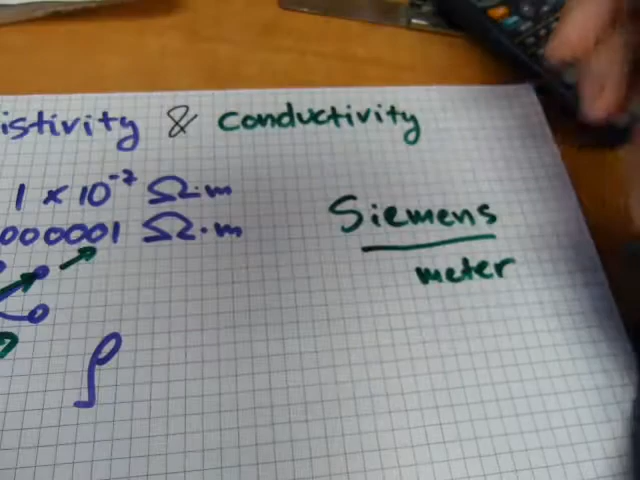 istivity & conductivity
1 × 10⁻⁷ Ω·m
000001 Ω·m
Siemens
meter
ρ